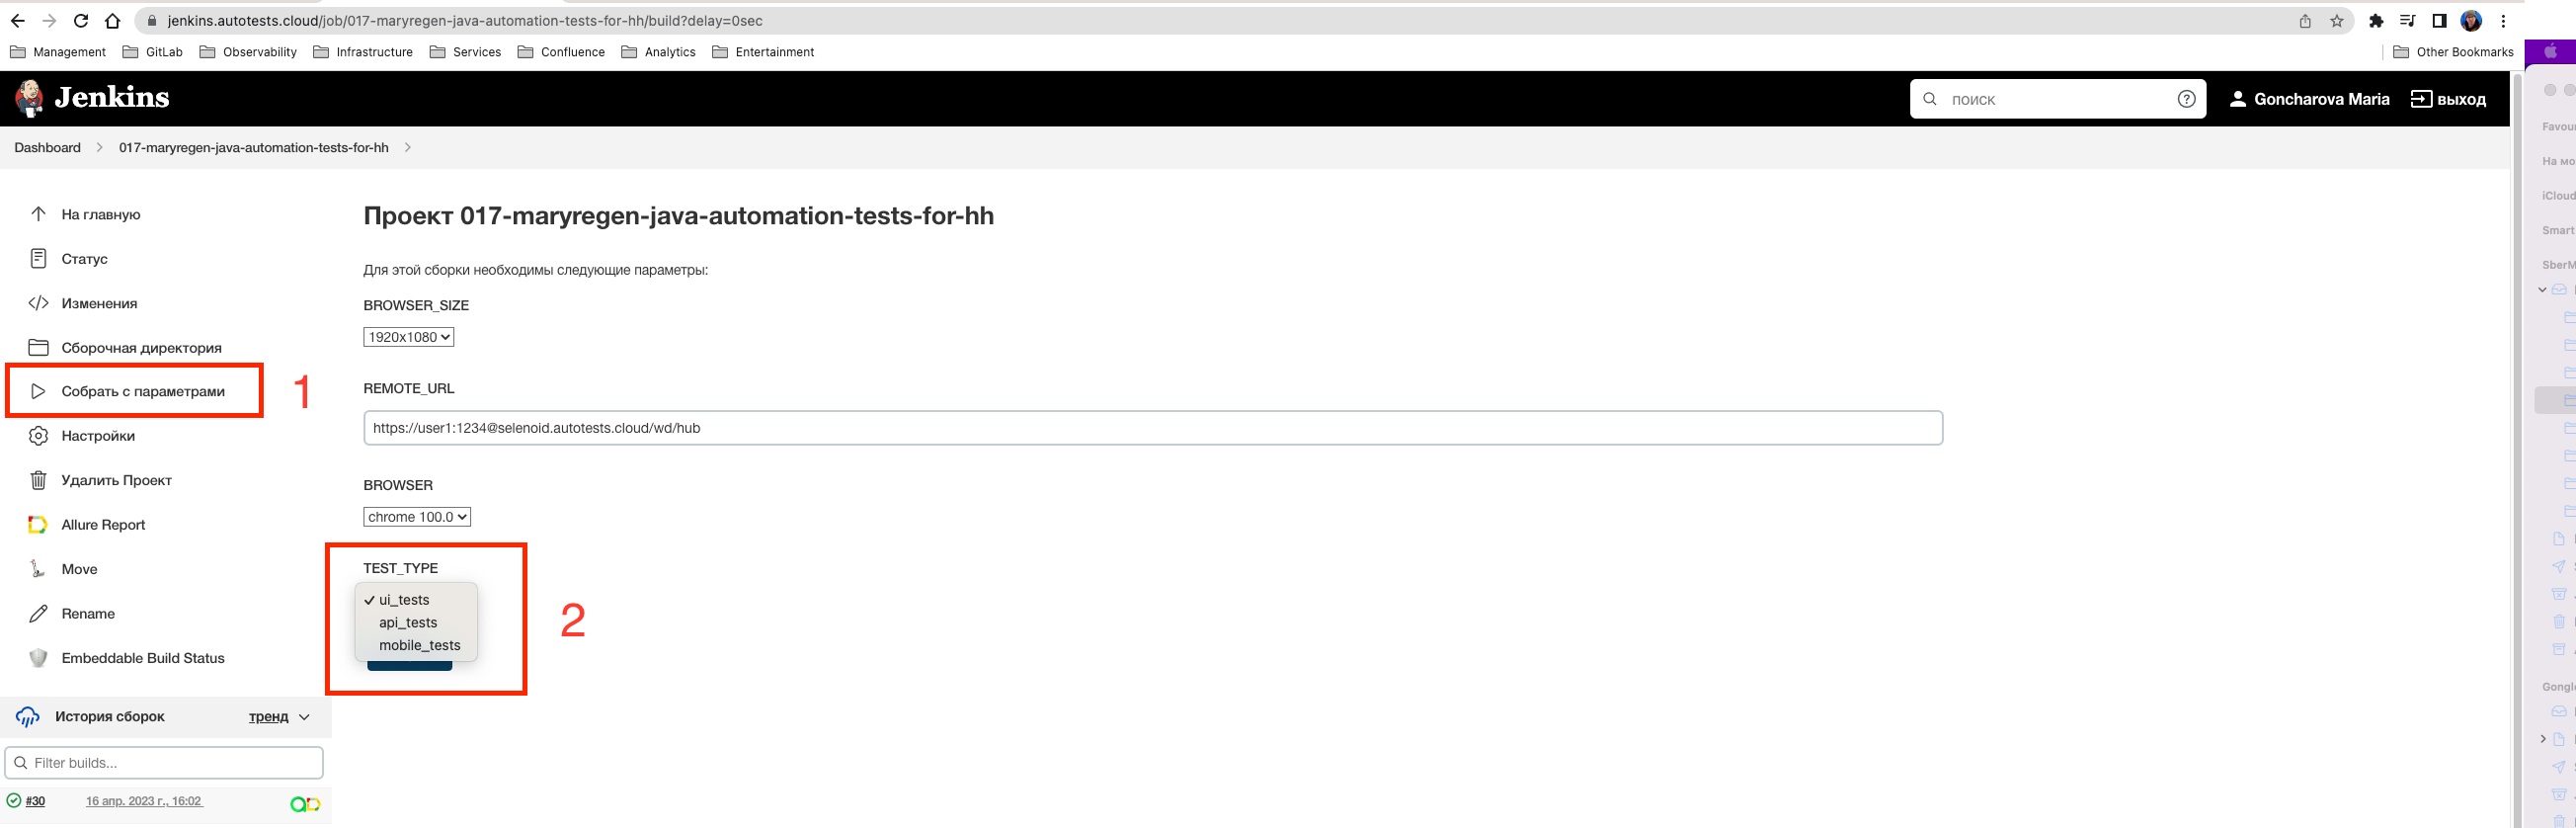 jenkins.autotests.cloud/job/017-maryregen-java-automation-tests-for-hh/build?delay=0sec
Management GitLab Observability Infrastructure Services Confluence Analytics Entertainment Other Bookmarks
Jenkins
поиск
Goncharova Maria
выход
Dashboard 017-maryregen-java-automation-tests-for-hh
На главную
Статус
Изменения
Сборочная директория
Собрать с параметрами
1
Настройки
Удалить Проект
Allure Report
Move
Rename
Embeddable Build Status
История сборок тренд
Filter builds...
#30 16 апр. 2023 г., 16:02
Проект 017-maryregen-java-automation-tests-for-hh
Для этой сборки необходимы следующие параметры:
BROWSER_SIZE
1920x1080
REMOTE_URL
https://user1:1234@selenoid.autotests.cloud/wd/hub
BROWSER
chrome 100.0
TEST_TYPE
ui_tests
api_tests
mobile_tests
2
iCloud
Smart